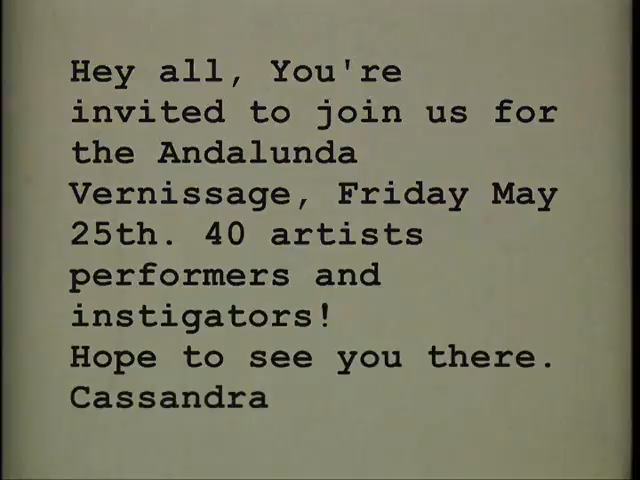 Hey all, You're
invited to join us for
the Andalunda
Vernissage, Friday May
25th. 40 artists
performers and
instigators!
Hope to see you there.
Cassandra